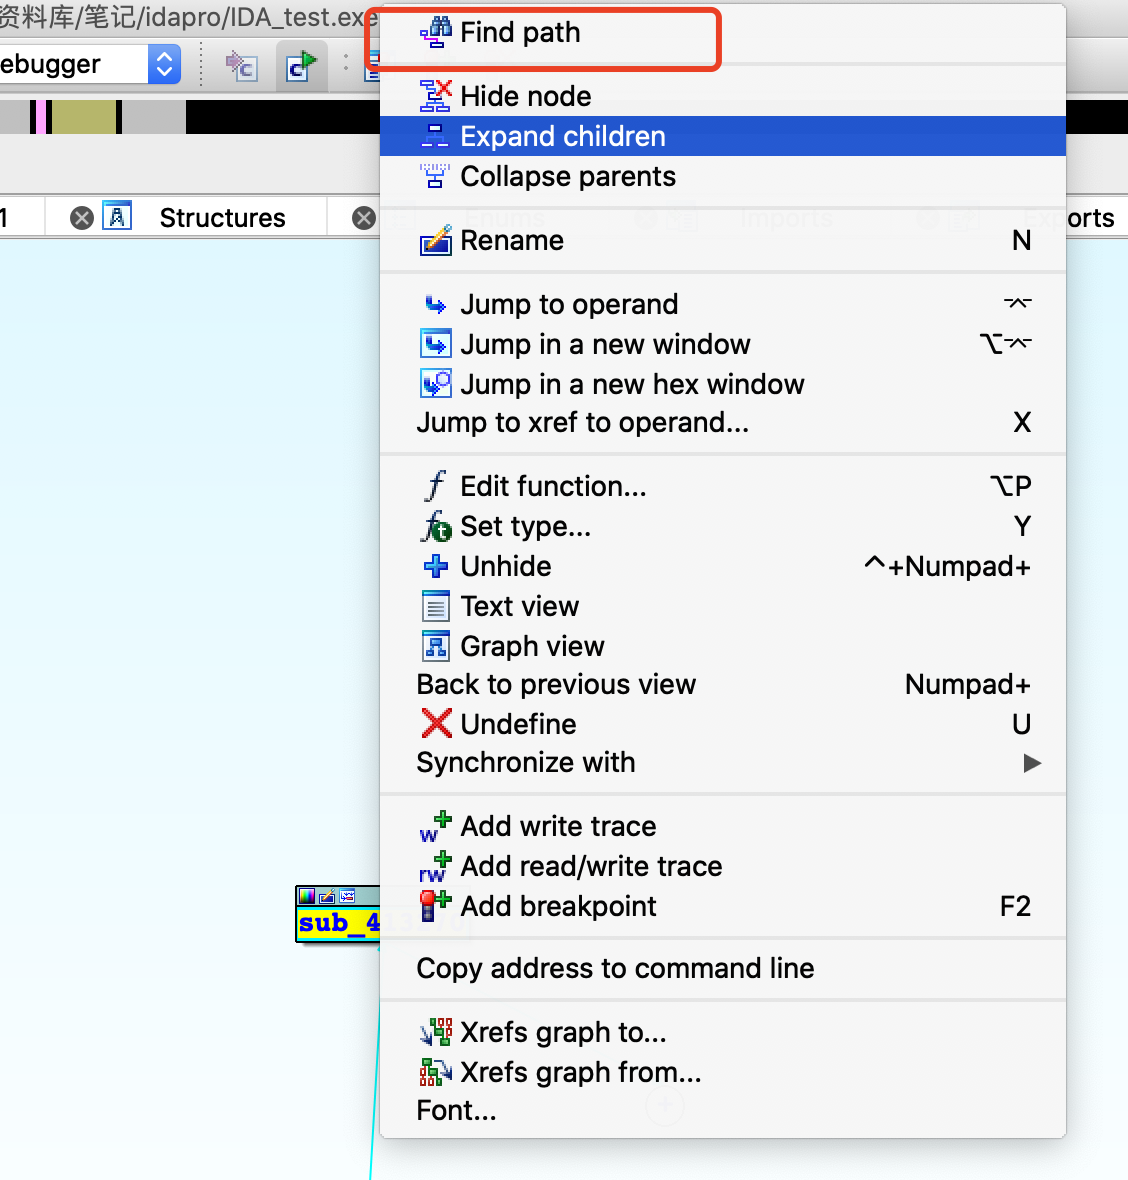 资料库/笔记/idapro/IDA_test.exe
Find path
ebugger
Hide node
Expand children
Collapse parents
1
Structures
Enums
Imports
Exports
Rename N
Jump to operand
Jump in a new window
Jump in a new hex window
Jump to xref to operand... X
Edit function... ⌥P
Set type... Y
Unhide ^+Numpad+
Text view
Graph view
Back to previous view Numpad+
Undefine U
Synchronize with
Add write trace
Add read/write trace
Add breakpoint F2
sub_413270
Copy address to command line
Xrefs graph to...
Xrefs graph from...
Font...